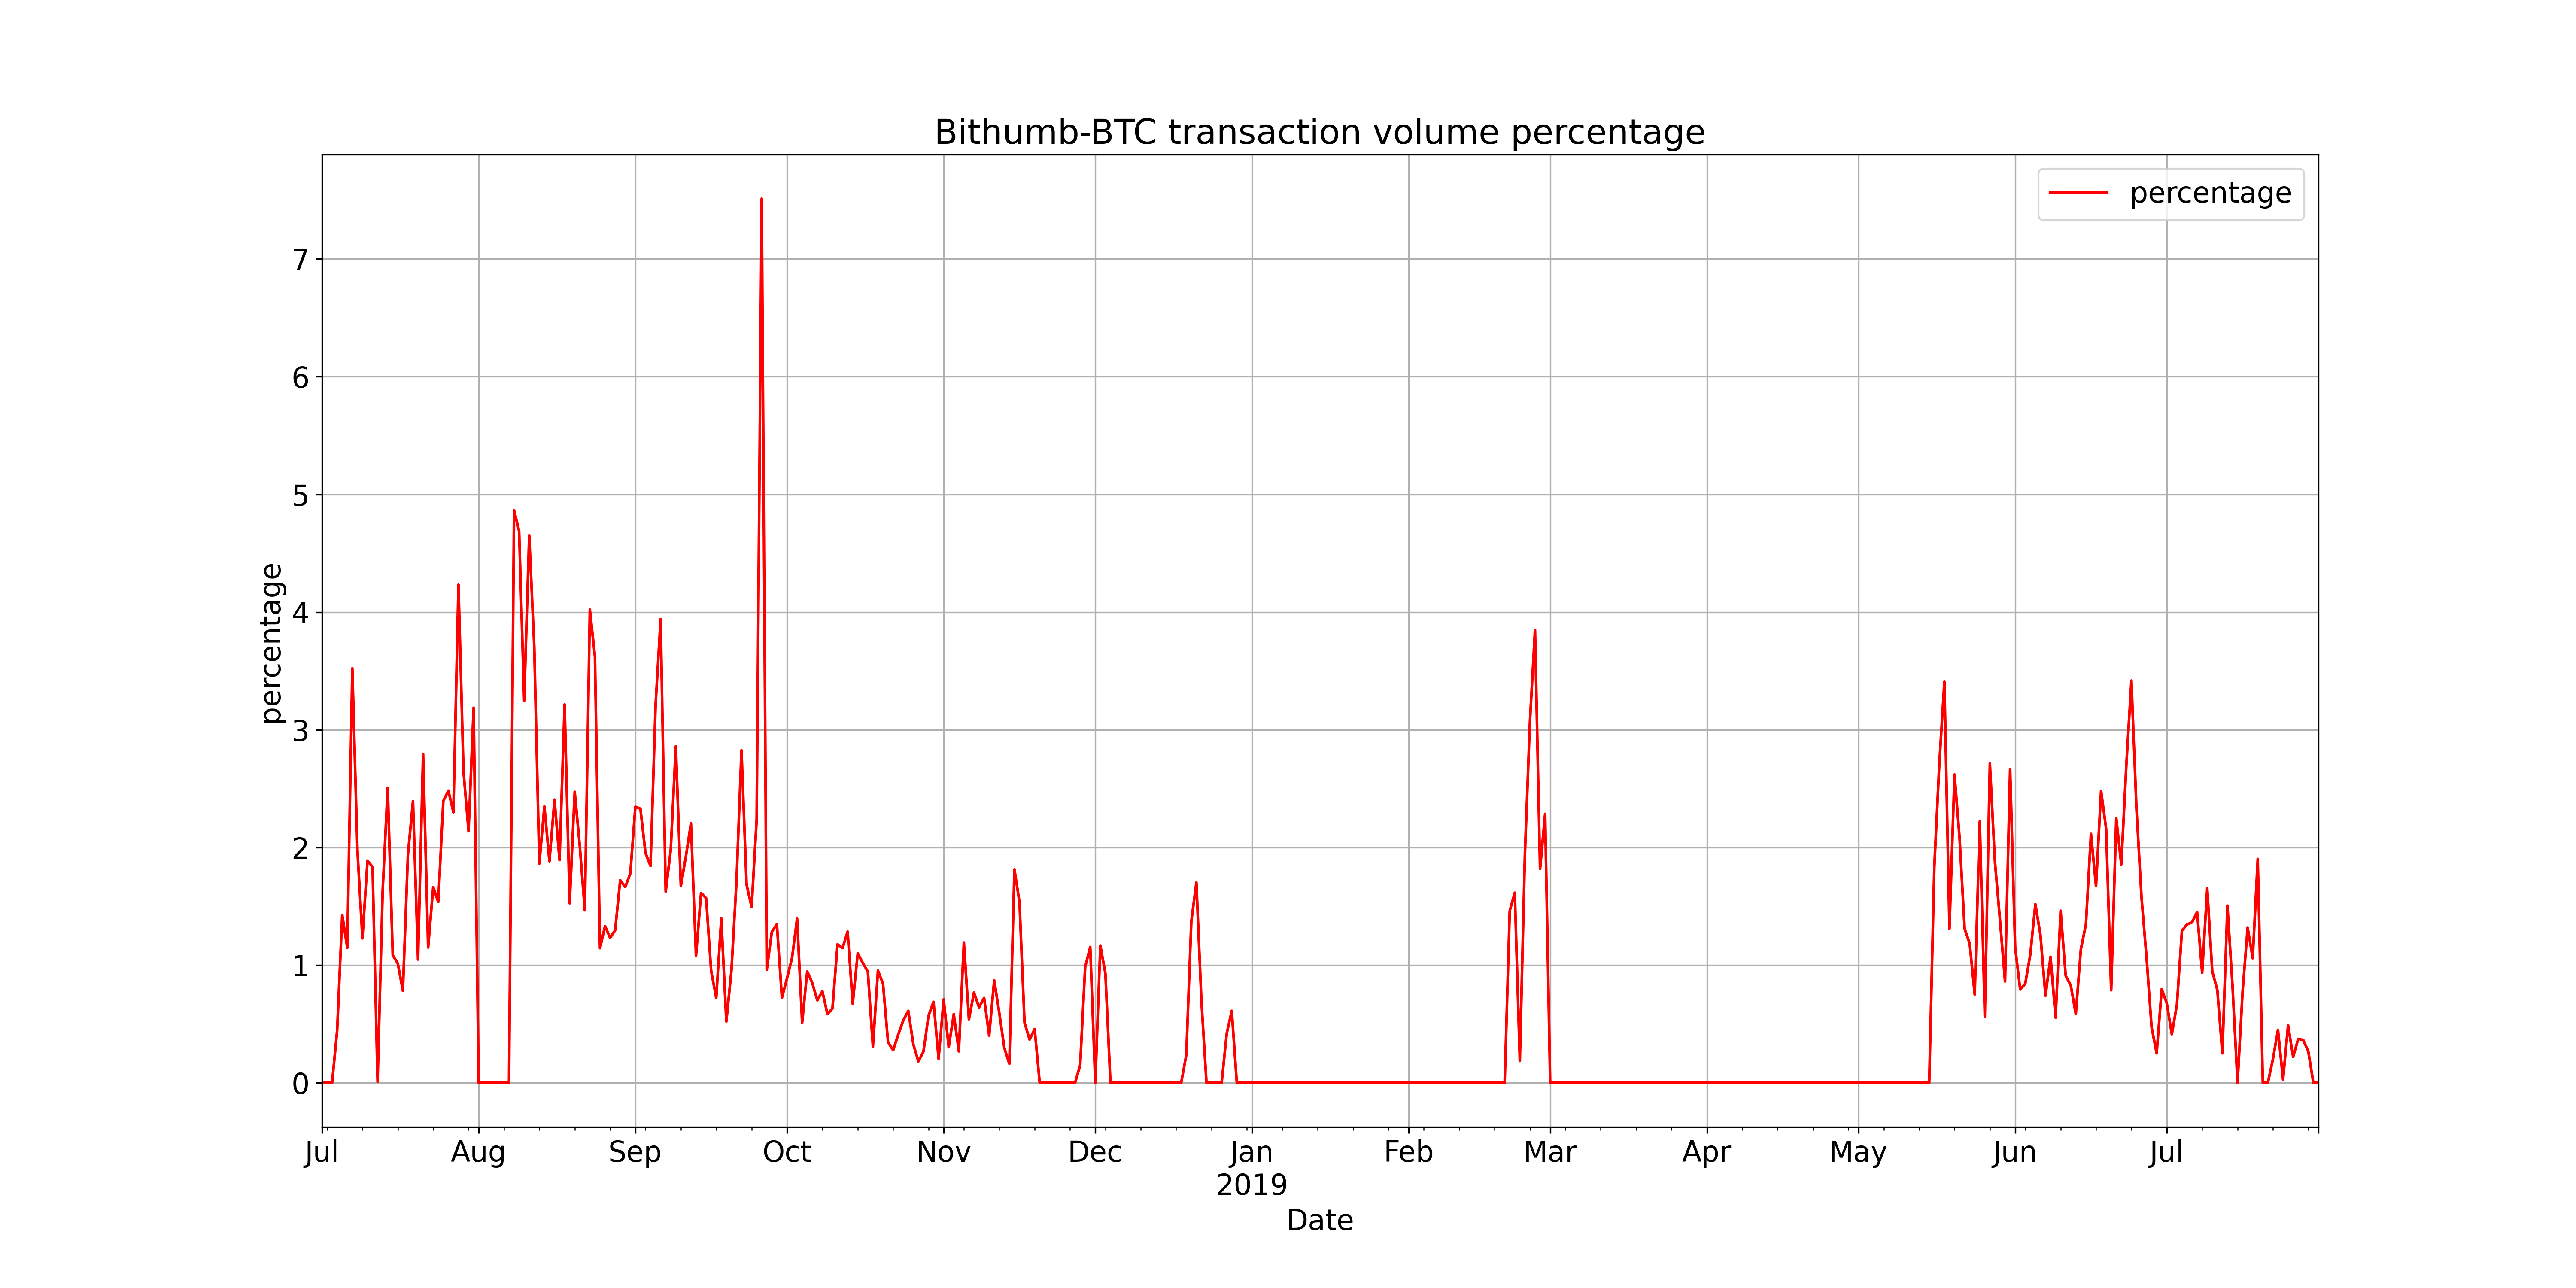 Bithumb-BTC transaction volume percentage
percentage
percentage
7
6
5
4
3
2
1
0
Jul Aug Sep Oct Nov Dec Jan Feb Mar Apr May Jun Jul
2019
Date